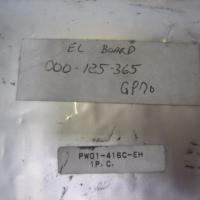 EL BOARD
000-125-365
GP70
PW01-416C-EH
1P.C.